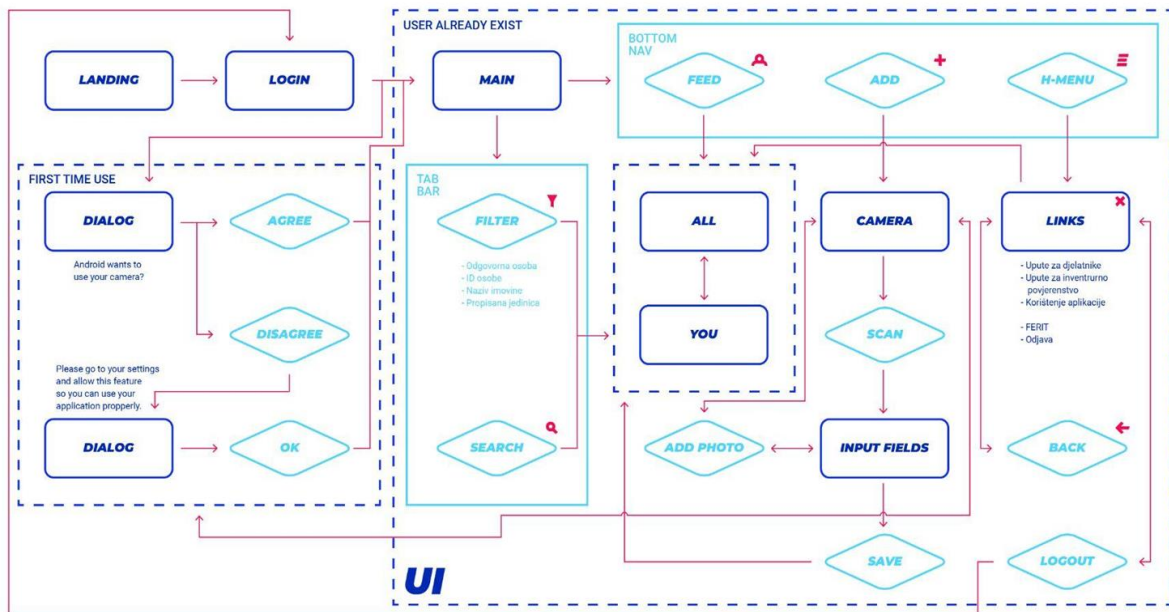 USER ALREADY EXIST
BOTTOM
NAV
LANDING
LOGIN
MAIN
FEED
ADD
H-MENU
FIRST TIME USE
DIALOG
AGREE
Android wants to
use your camera?
DISAGREE
Please go to your settings
and allow this feature
so you can use your
application propperly.
DIALOG
OK
TAB
BAR
FILTER
- Odgovorna osoba
- ID osobe
- Naziv imovine
- Propisana jedinica
SEARCH
ALL
YOU
CAMERA
SCAN
ADD PHOTO
INPUT FIELDS
SAVE
LINKS
- Upute za djelatnike
- Upute za inventrurno
povjerenstvo
- Korištenje aplikacije
- FERIT
- Odjava
BACK
LOGOUT
UI